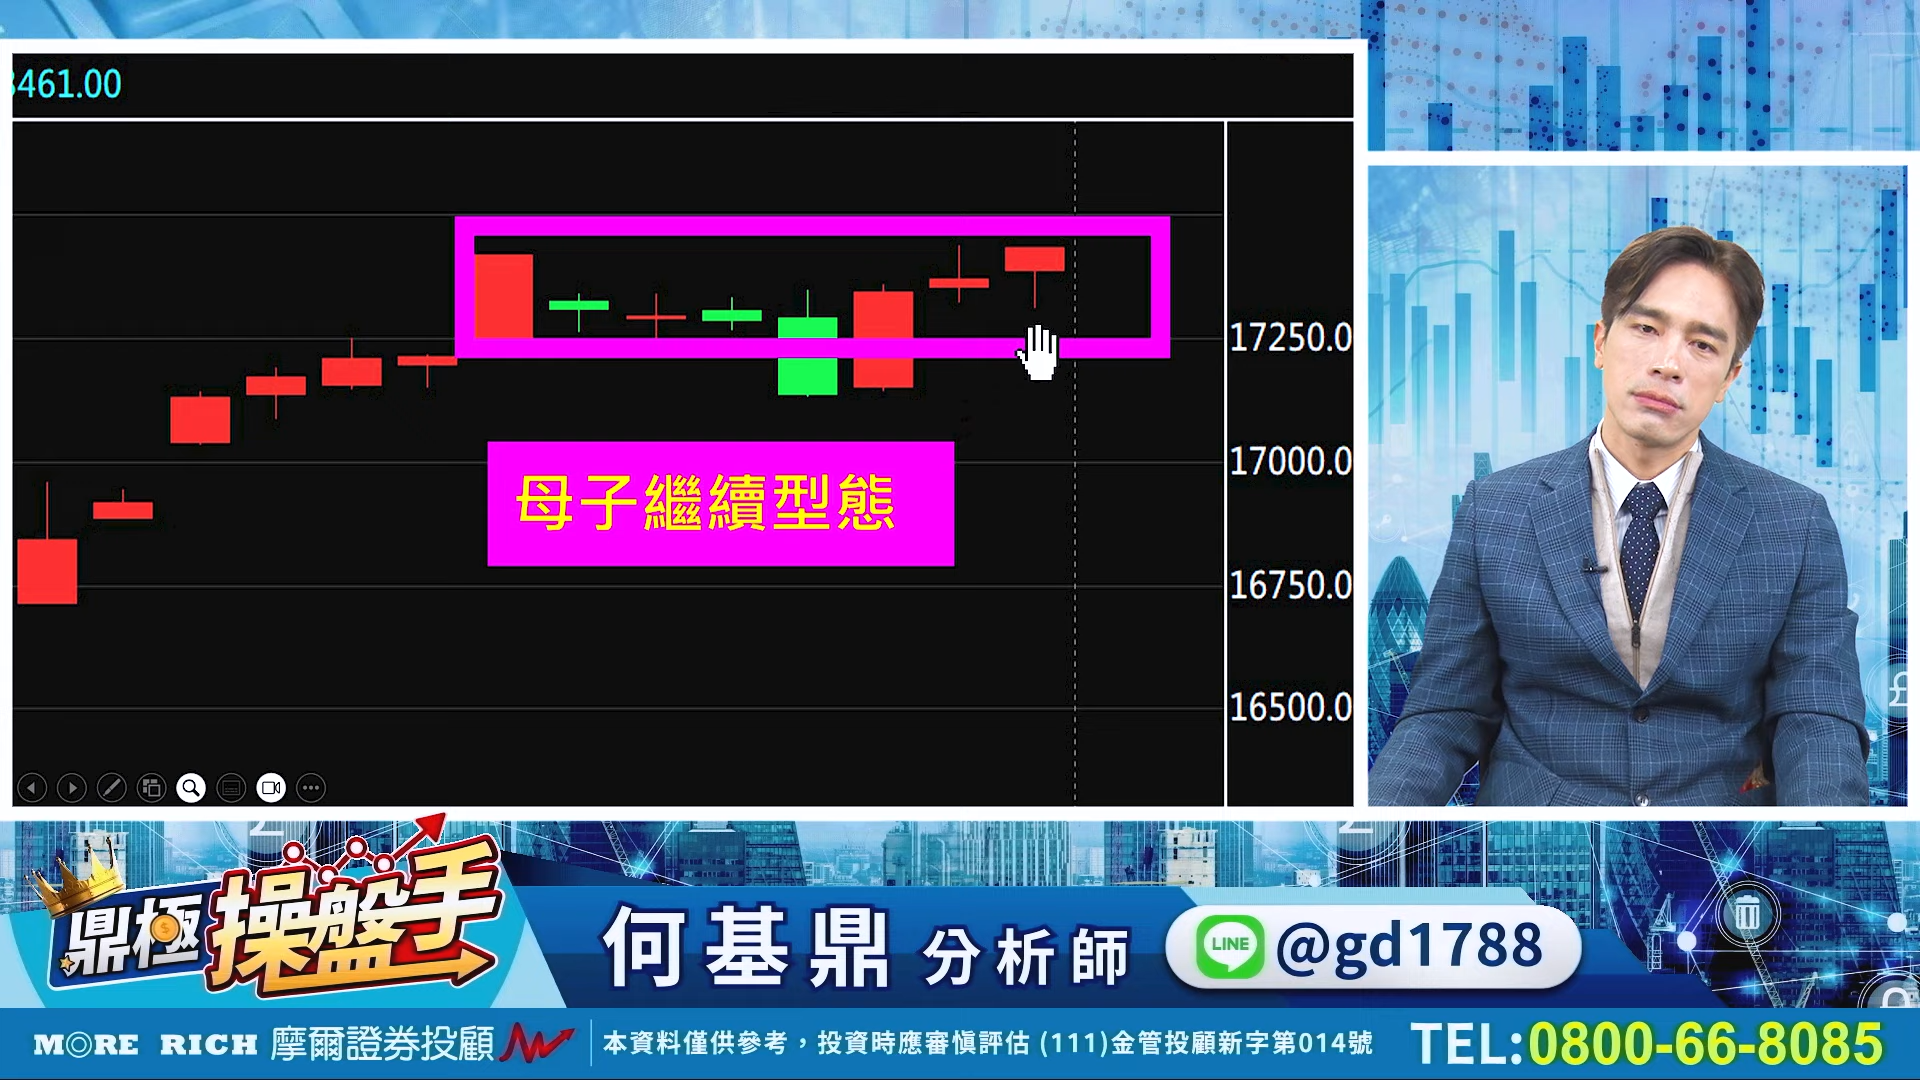 3461.00
17250.0
17000.0
16750.0
16500.0
母子繼續型態
鼎極操盤手
何基鼎 分析師
LINE @gd1788
MORE RICH 摩爾證券投顧
本資料僅供參考，投資時應審慎評估 (111)金管投顧新字第014號
TEL:0800-66-8085